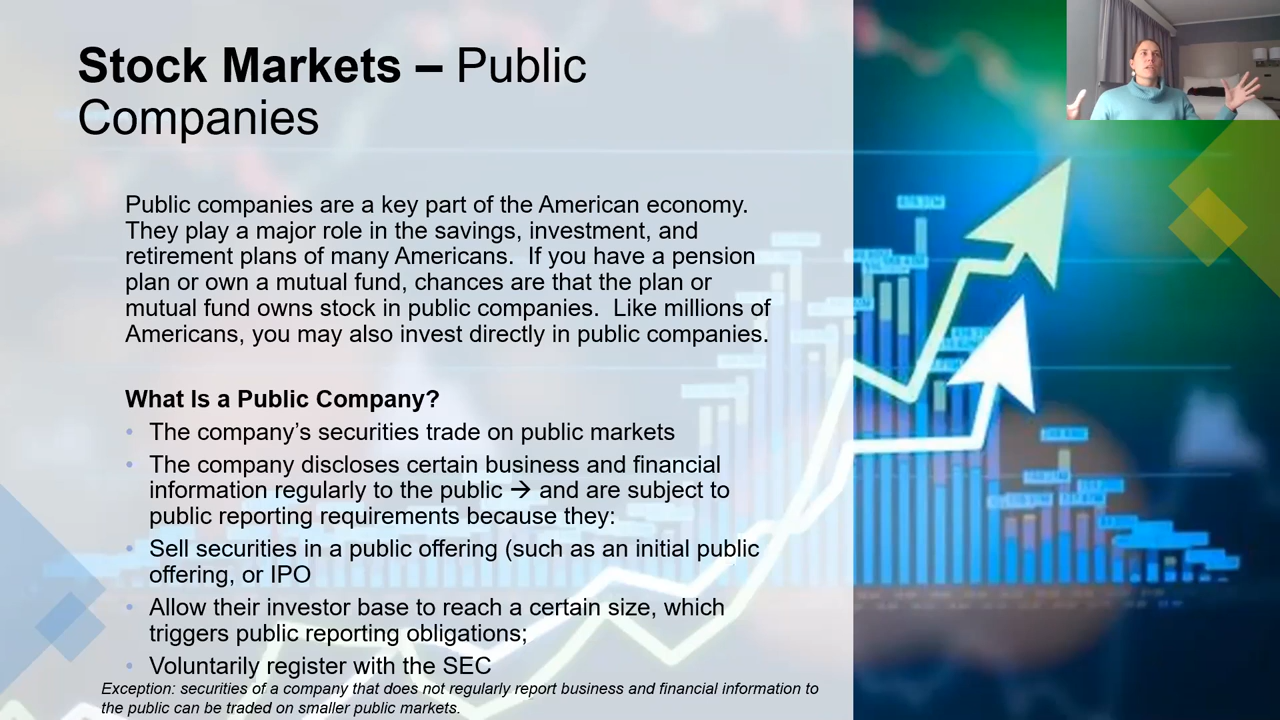 Stock Markets – Public
Companies
Public companies are a key part of the American economy.
They play a major role in the savings, investment, and
retirement plans of many Americans.  If you have a pension
plan or own a mutual fund, chances are that the plan or
mutual fund owns stock in public companies.  Like millions of
Americans, you may also invest directly in public companies.
What Is a Public Company?
• The company’s securities trade on public markets
• The company discloses certain business and financial
information regularly to the public → and are subject to
public reporting requirements because they:
• Sell securities in a public offering (such as an initial public
offering, or IPO
• Allow their investor base to reach a certain size, which
triggers public reporting obligations;
• Voluntarily register with the SEC
Exception: securities of a company that does not regularly report business and financial information to
the public can be traded on smaller public markets.